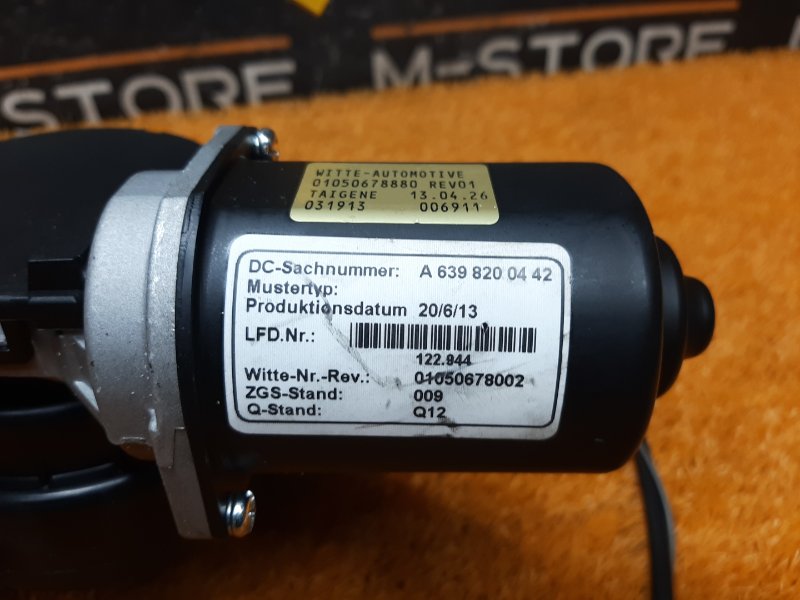 M-STORE
M-STORE
WITTE-AUTOMOTIVE
01050678880 REV01
TAIGENE 13.04.26
031913 006911
DC-Sachnummer: A 639 820 04 42
Mustertyp:
Produktionsdatum 20/6/13
LFD.Nr.:
122.844
Witte-Nr.-Rev.: 01050678002
ZGS-Stand: 009
Q-Stand: Q12